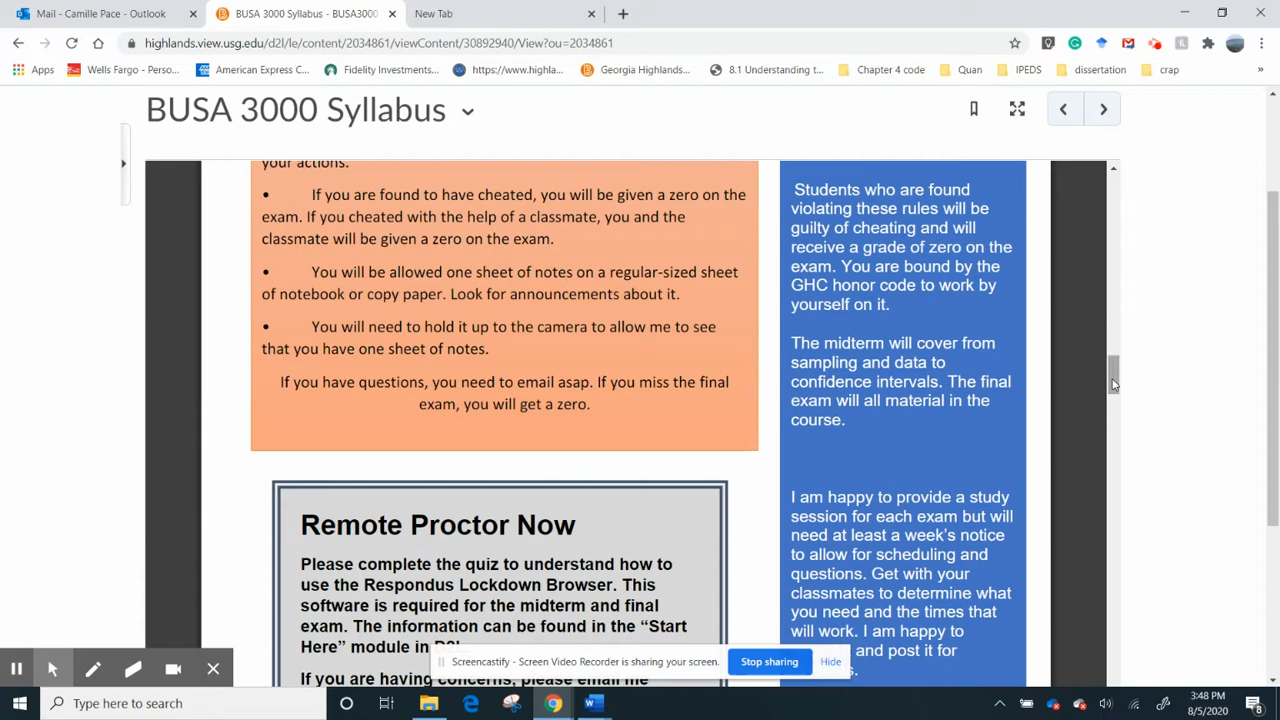 Mail - Camille Pace - Outlook
BUSA 3000 Syllabus - BUSA3000
New Tab
highlands.view.usg.edu/d2l/le/content/2034861/viewContent/30892940/View?ou=2034861
Apps
Wells Fargo - Perso...
American Express C...
Fidelity Investments...
https://www.highla...
Georgia Highlands...
8.1 Understanding t...
Chapter 4 code
Quan
IPEDS
dissertation
crap
BUSA 3000 Syllabus
your actions.
• If you are found to have cheated, you will be given a zero on the
exam. If you cheated with the help of a classmate, you and the
classmate will be given a zero on the exam.
• You will be allowed one sheet of notes on a regular-sized sheet
of notebook or copy paper. Look for announcements about it.
• You will need to hold it up to the camera to allow me to see
that you have one sheet of notes.
If you have questions, you need to email asap. If you miss the final
exam, you will get a zero.
Remote Proctor Now
Please complete the quiz to understand how to
use the Respondus Lockdown Browser. This
software is required for the midterm and final
exam. The information can be found in the “Start
Here” module in D2L.
If you are having concerns, please email me
Students who are found
violating these rules will be
guilty of cheating and will
receive a grade of zero on the
exam. You are bound by the
GHC honor code to work by
yourself on it.
The midterm will cover from
sampling and data to
confidence intervals. The final
exam will all material in the
course.
I am happy to provide a study
session for each exam but will
need at least a week’s notice
to allow for scheduling and
questions. Get with your
classmates to determine what
you need and the times that
will work. I am happy to
and post it for
s.
Screencastify - Screen Video Recorder is sharing your screen.
Stop sharing
Hide
Type here to search
3:48 PM
8/5/2020
8